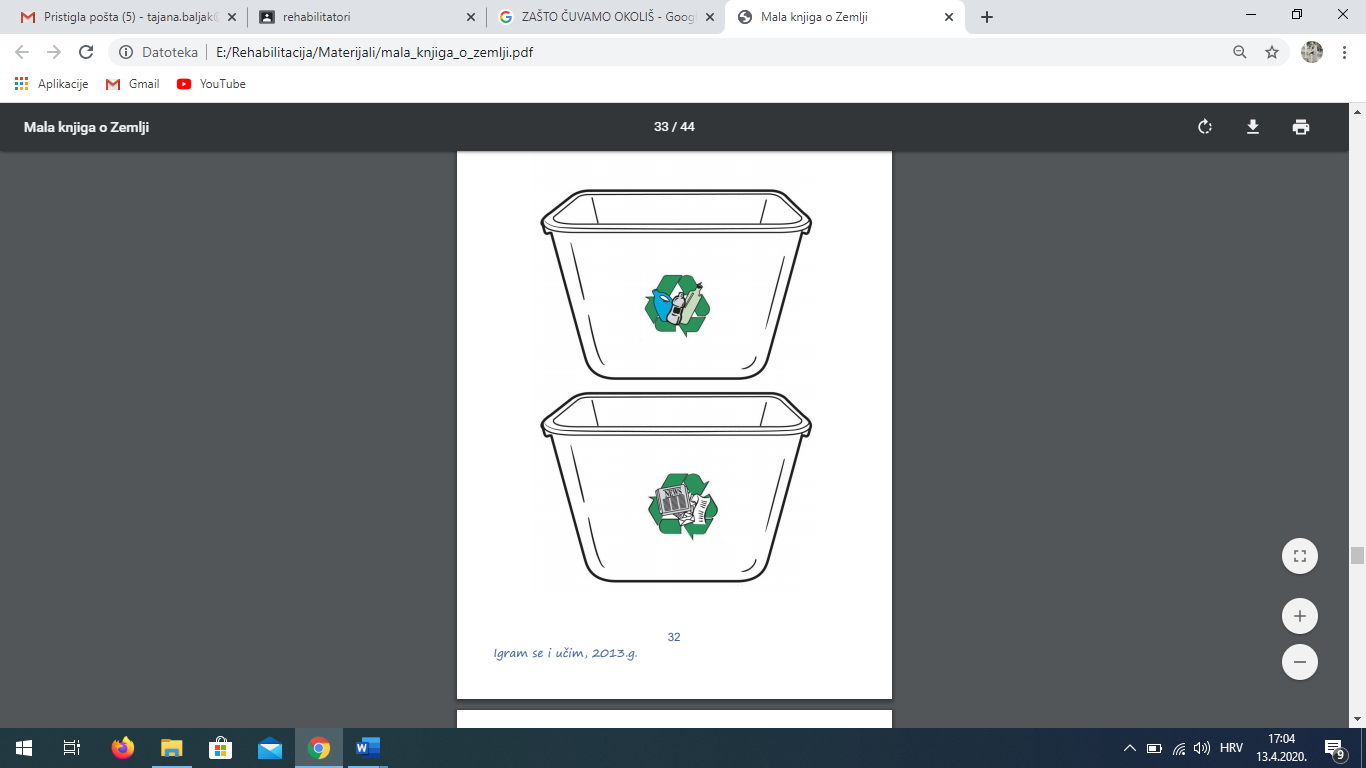 Pristigla pošta (5) - tajana.baljak@
rehabilitatori
ZAŠTO ČUVAMO OKOLIŠ - Goog
Mala knjiga o Zemlji
Datoteka
E:/Rehabilitacija/Materijali/mala_knjiga_o_zemlji.pdf
Aplikacije
Gmail
YouTube
Mala knjiga o Zemlji
33 / 44
NEWS
32
Igram se i učim, 2013.g.
HRV
17:04
13.4.2020.
9